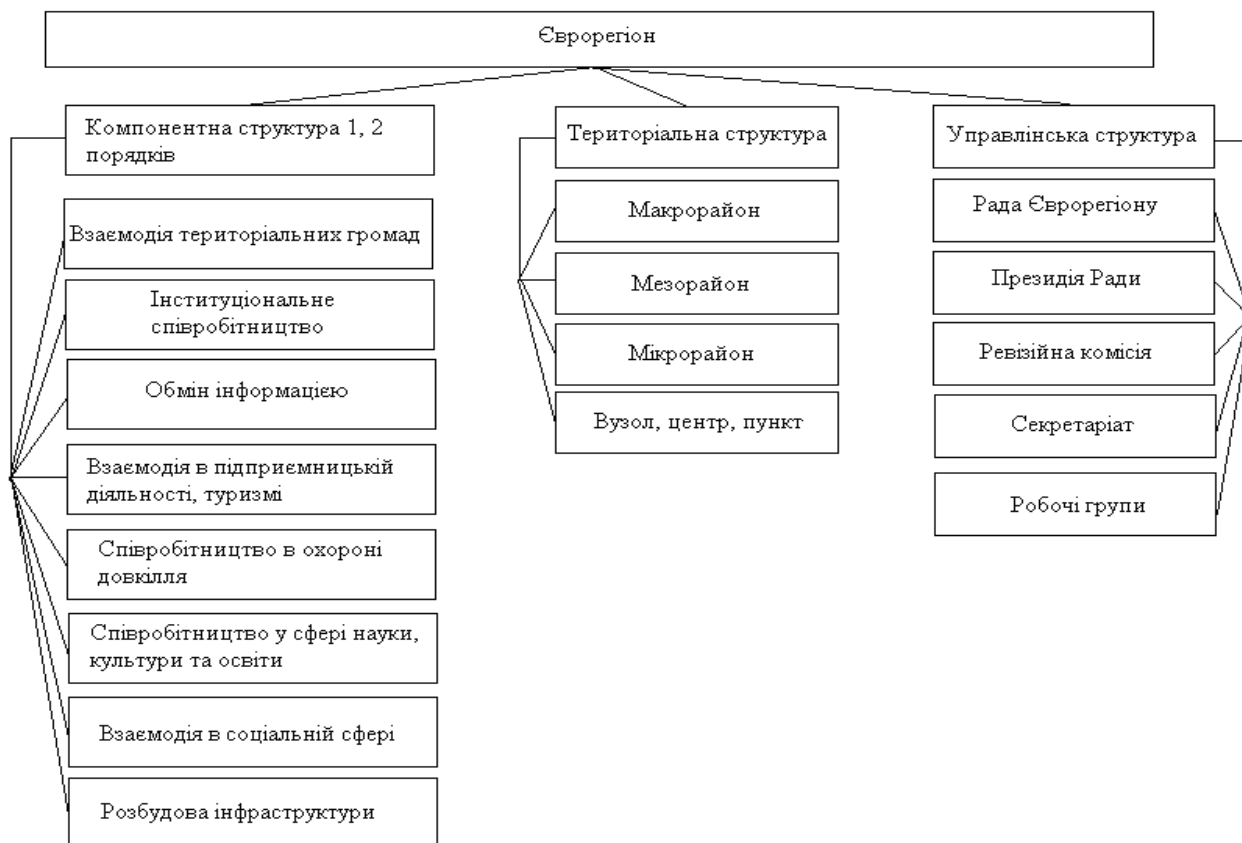 Єврорегіон
Компонентна структура 1, 2
порядків
Взаємодія територіальних громад
Інституціональне
співробітництво
Обмін інформацією
Взаємодія в підприємницькій
діяльності, туризмі
Співробітництво в охороні
довкілля
Співробітництво у сфері науки,
культури та освіти
Взаємодія в соціальній сфері
Розбудова інфраструктури
Територіальна структура
Макрорайон
Мезорайон
Мікрорайон
Вузол, центр, пункт
Управлінська структура
Рада Єврорегіону
Президія Ради
Ревізійна комісія
Секретаріат
Робочі групи